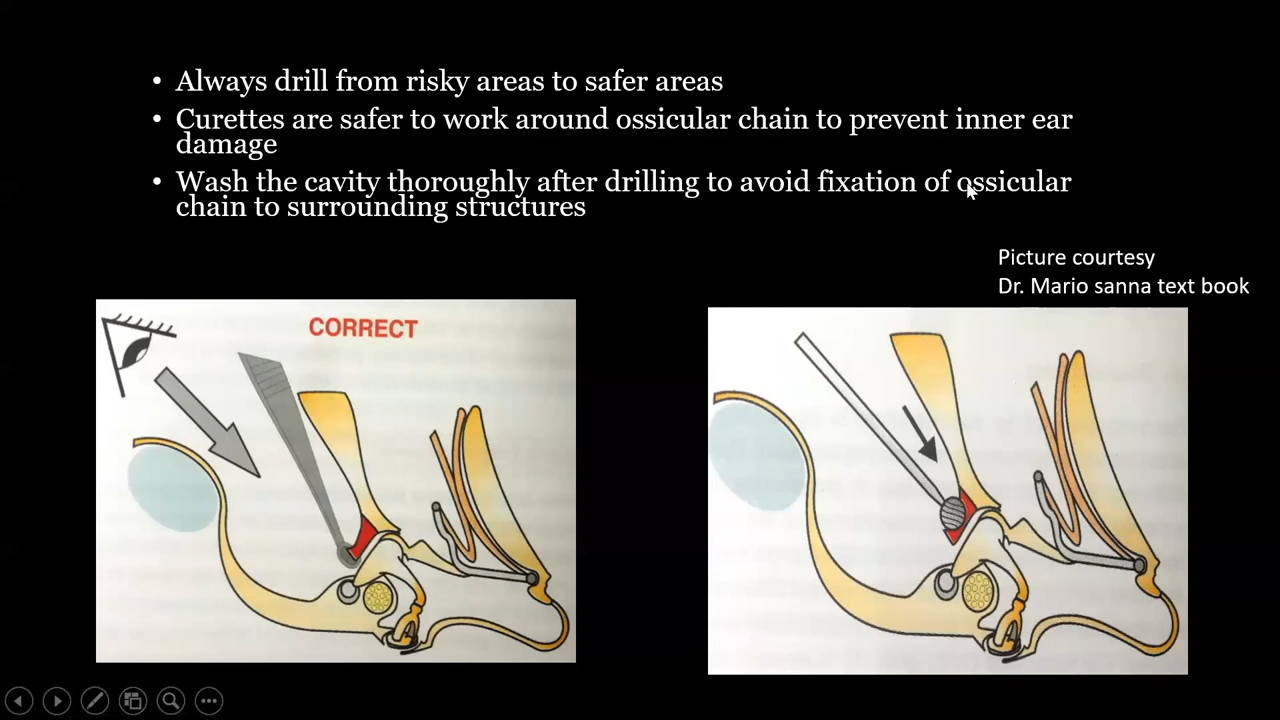 • Always drill from risky areas to safer areas
• Curettes are safer to work around ossicular chain to prevent inner ear
damage
• Wash the cavity thoroughly after drilling to avoid fixation of ossicular
chain to surrounding structures
Picture courtesy
Dr. Mario sanna text book
CORRECT